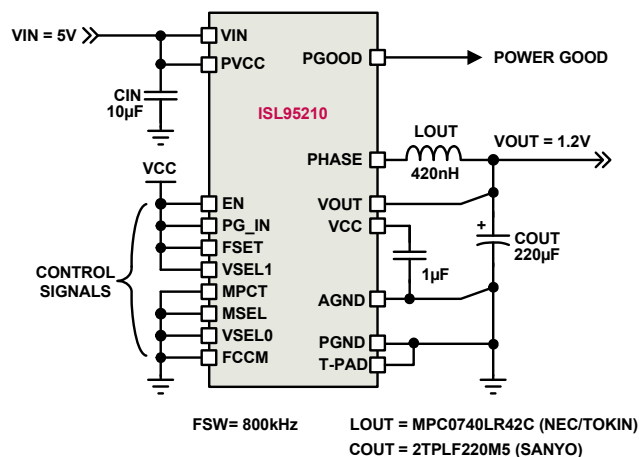 VIN = 5V
VIN
PVCC
PGOOD
POWER GOOD
CIN
10µF
ISL95210
LOUT
420nH
PHASE
VOUT = 1.2V
VCC
EN
PG_IN
FSET
VSEL1
MPCT
MSEL
VSEL0
FCCM
CONTROL
SIGNALS
VOUT
VCC
1µF
+
COUT
220µF
AGND
PGND
T-PAD
FSW= 800kHz
LOUT = MPC0740LR42C (NEC/TOKIN)
COUT = 2TPLF220M5 (SANYO)